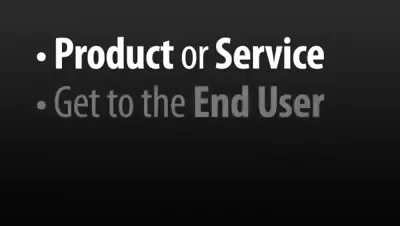 • Product or Service
• Get to the End User